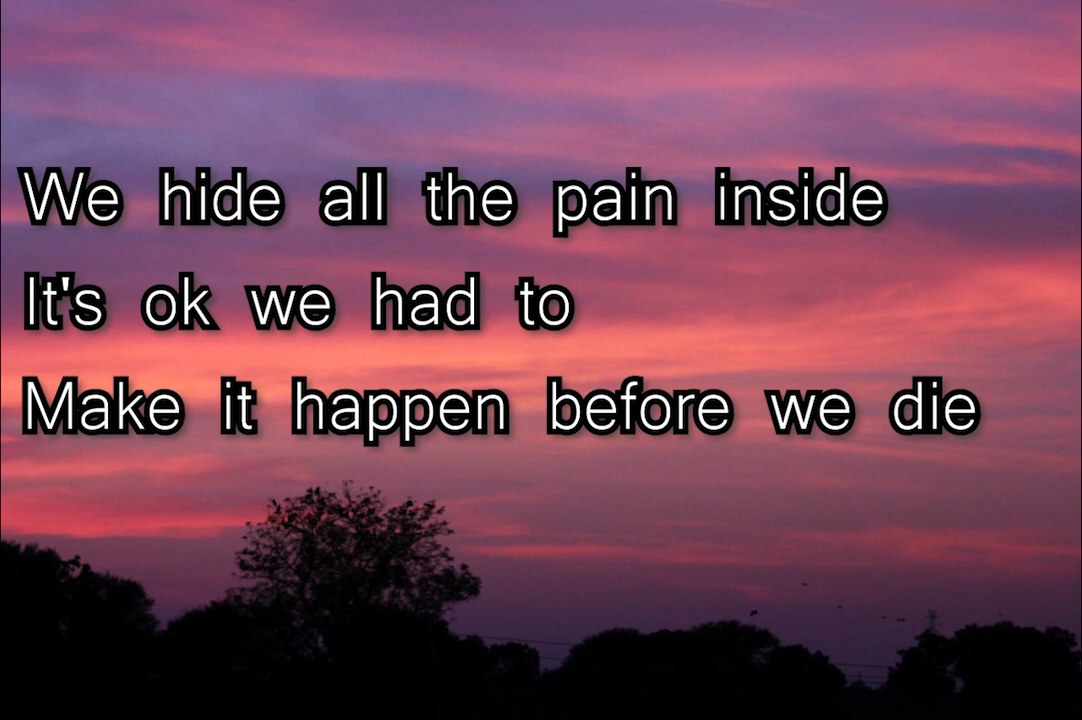 We hide all the pain inside
It's ok we had to
Make it happen before we die